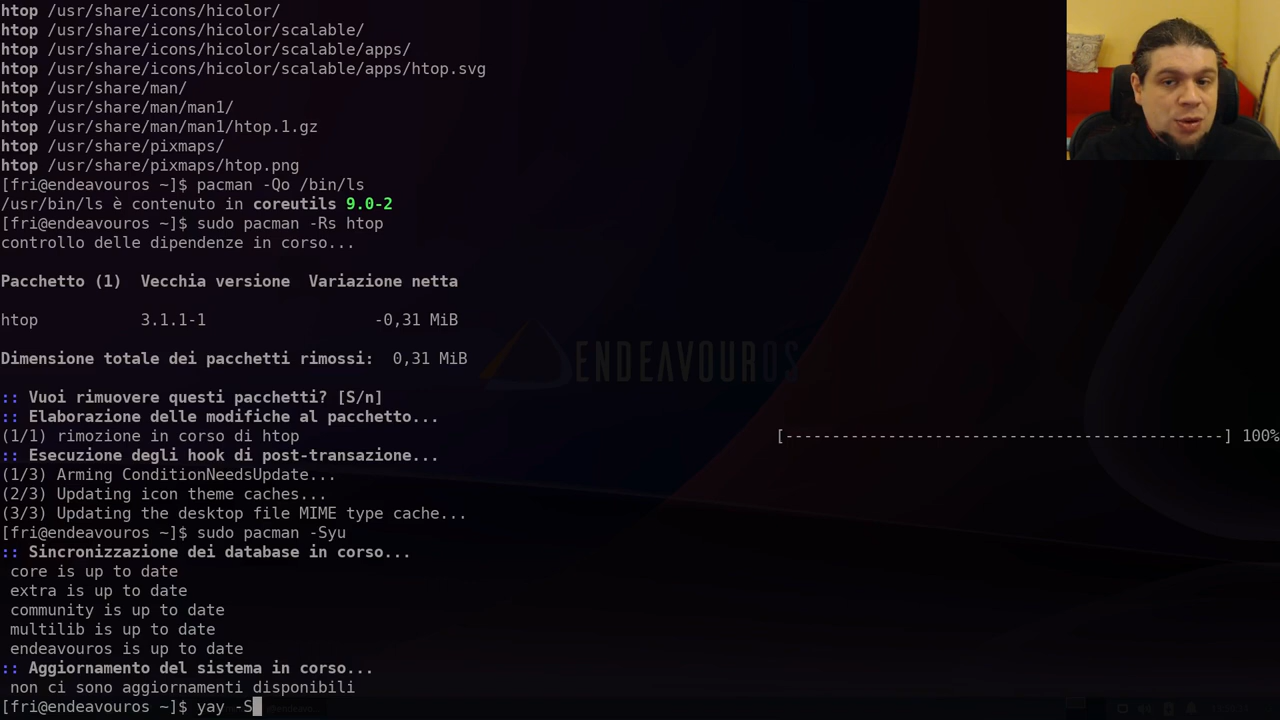 htop /usr/share/icons/hicolor/
htop /usr/share/icons/hicolor/scalable/
htop /usr/share/icons/hicolor/scalable/apps/
htop /usr/share/icons/hicolor/scalable/apps/htop.svg
htop /usr/share/man/
htop /usr/share/man/man1/
htop /usr/share/man/man1/htop.1.gz
htop /usr/share/pixmaps/
htop /usr/share/pixmaps/htop.png
[fri@endeavouros ~]$ pacman -Qo /bin/ls
/usr/bin/ls è contenuto in coreutils 9.0-2
[fri@endeavouros ~]$ sudo pacman -Rs htop
controllo delle dipendenze in corso...
Pacchetto (1)  Vecchia versione  Variazione netta
htop           3.1.1-1                  -0,31 MiB
Dimensione totale dei pacchetti rimossi:  0,31 MiB
:: Vuoi rimuovere questi pacchetti? [S/n]
:: Elaborazione delle modifiche al pacchetto...
(1/1) rimozione in corso di htop [-----------------------------------------------] 100%
:: Esecuzione degli hook di post-transazione...
(1/3) Arming ConditionNeedsUpdate...
(2/3) Updating icon theme caches...
(3/3) Updating the desktop file MIME type cache...
[fri@endeavouros ~]$ sudo pacman -Syu
:: Sincronizzazione dei database in corso...
core is up to date
extra is up to date
community is up to date
multilib is up to date
endeavouros is up to date
:: Aggiornamento del sistema in corso...
non ci sono aggiornamenti disponibili
[fri@endeavouros ~]$ yay -S
ENDEAVOUROS